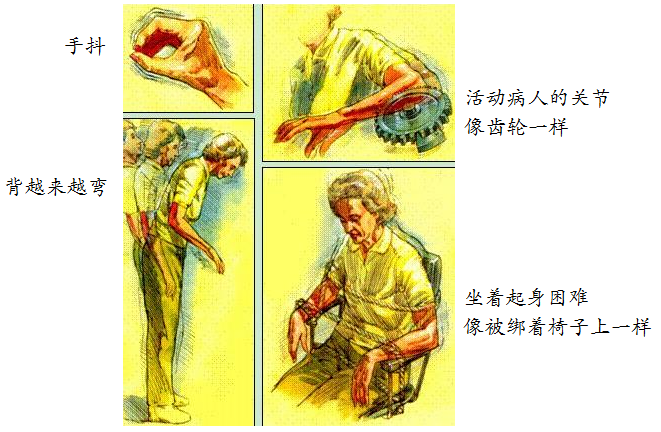 手抖
活动病人的关节
像齿轮一样
背越来越弯
坐着起身困难
像被绑着椅子上一样